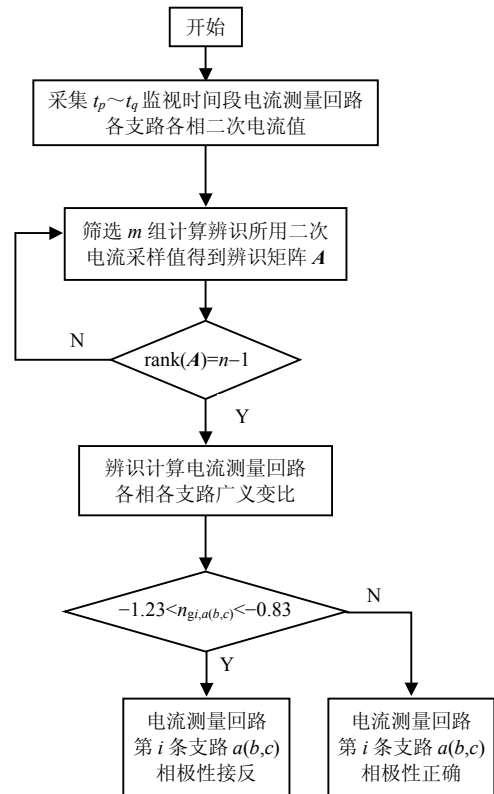 开始
采集 tp～tq 监视时间段电流测量回路
各支路各相二次电流值
筛选 m 组计算辨识所用二次
电流采样值得到辨识矩阵 A
N
rank(A)=n−1
Y
辨识计算电流测量回路
各相各支路广义变比
−1.23<ngi,a(b,c)<−0.83
N
Y
电流测量回路
第 i 条支路 a(b,c)
相极性接反
电流测量回路
第 i 条支路 a(b,c)
相极性正确